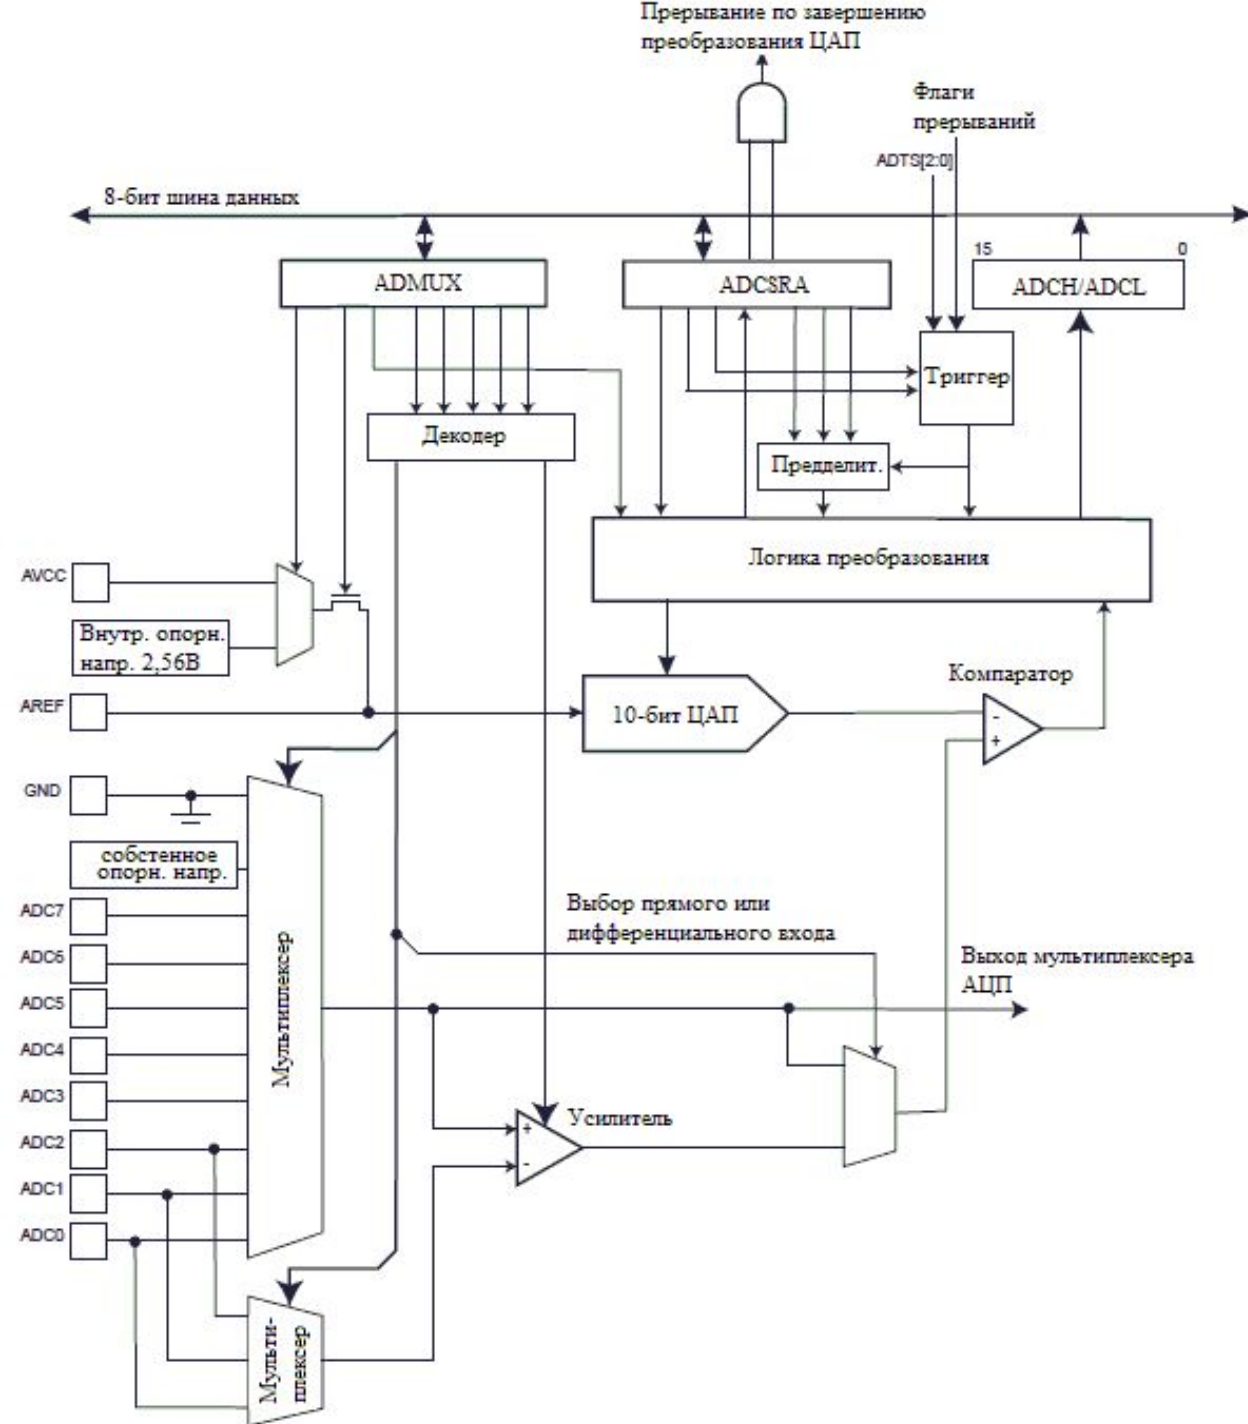 Прерывание по завершению
преобразования ЦАП
Флаги
прерываний
ADTS[2:0]
8-бит шина данных
ADMUX
ADCSRA
15
0
ADCH/ADCL
Триггер
Декодер
Предделит.
Логика преобразования
AVCC
Внутр. опорн.
напр. 2,56В
AREF
10-бит ЦАП
Компаратор
-
+
GND
собстенное
опорн. напр.
ADC7
ADC6
ADC5
ADC4
ADC3
ADC2
ADC1
ADC0
Мультиплексер
Выбор прямого или
дифференциального входа
Выход мультиплексера
АЦП
Усилитель
+
-
Мульти-
плексер